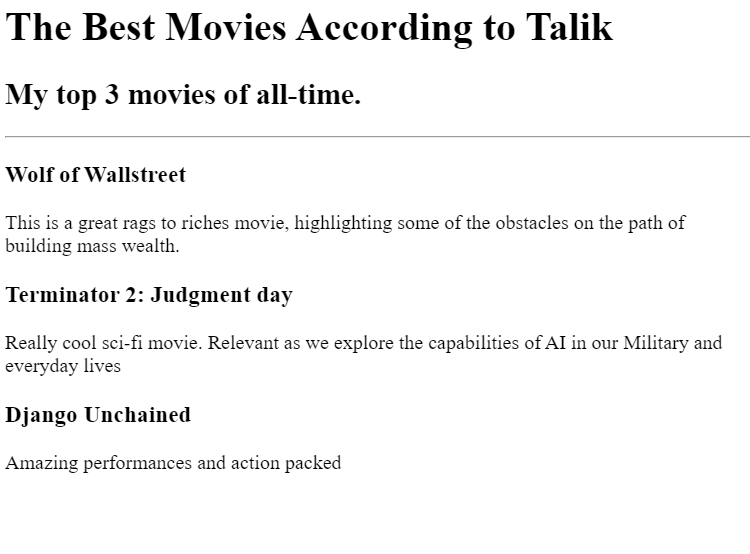 The Best Movies According to Talik
My top 3 movies of all-time.
Wolf of Wallstreet
This is a great rags to riches movie, highlighting some of the obstacles on the path of
building mass wealth.
Terminator 2: Judgment day
Really cool sci-fi movie. Relevant as we explore the capabilities of AI in our Military and
everyday lives
Django Unchained
Amazing performances and action packed